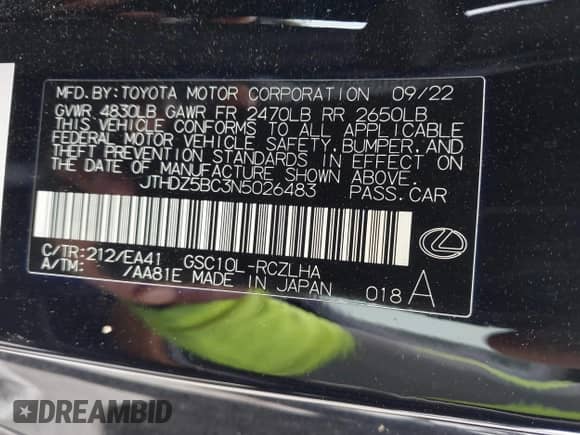 MFD.BY:TOYOTA MOTOR CORPORATION 09/22
GVWR 4830LB GAWR FR 2470LB RR 2650LB
THIS VEHICLE CONFORMS TO ALL APPLICABLE
FEDERAL MOTOR VEHICLE SAFETY,BUMPER,AND
THEFT PREVENTION STANDARDS IN EFFECT ON
THE DATE OF MANUFACTURE SHOWN ABOVE.
JTHDZ5BC3N5026483 PASS.CAR
C/TR:212/EA41 GSC10L-RCZLHA
A/TM: /AA81E MADE IN JAPAN 018 A
DREAMBID